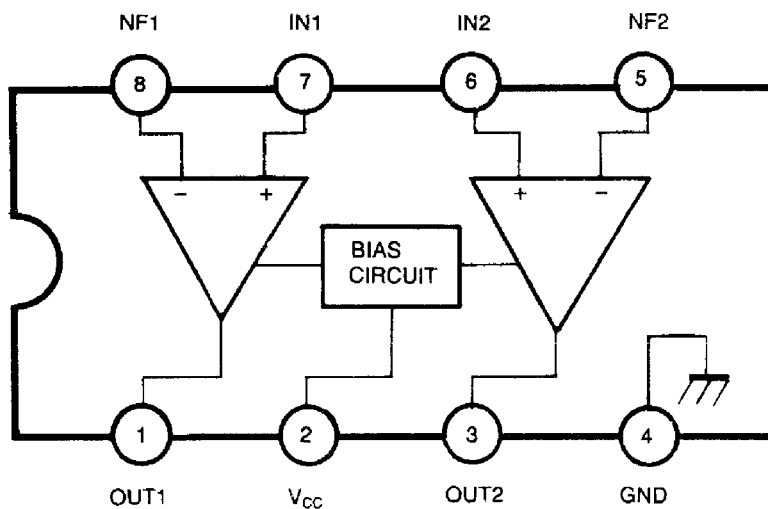 NF1 IN1 IN2 NF2
8 7 6 5
− + + −
BIAS
CIRCUIT
1 2 3 4
OUT1 VCC OUT2 GND